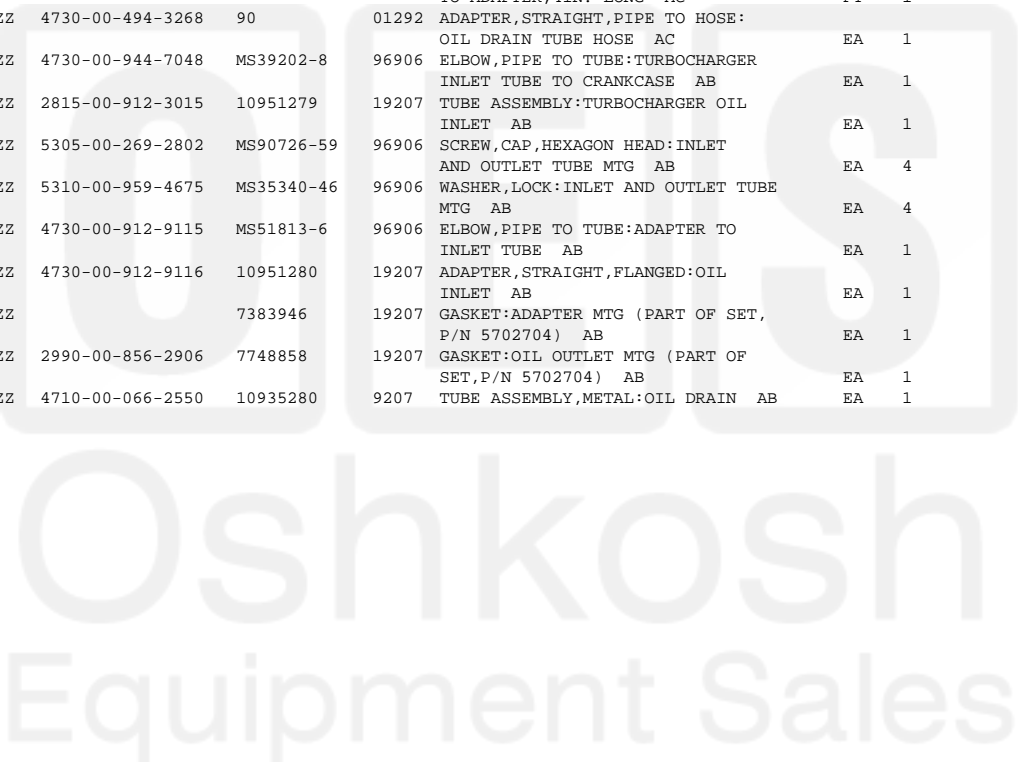 ZZ 4730-00-494-3268 90 01292 ADAPTER,STRAIGHT,PIPE TO HOSE:
OIL DRAIN TUBE HOSE AC EA 1
ZZ 4730-00-944-7048 MS39202-8 96906 ELBOW,PIPE TO TUBE:TURBOCHARGER
INLET TUBE TO CRANKCASE AB EA 1
ZZ 2815-00-912-3015 10951279 19207 TUBE ASSEMBLY:TURBOCHARGER OIL
INLET AB EA 1
ZZ 5305-00-269-2802 MS90726-59 96906 SCREW,CAP,HEXAGON HEAD:INLET
AND OUTLET TUBE MTG AB EA 4
ZZ 5310-00-959-4675 MS35340-46 96906 WASHER,LOCK:INLET AND OUTLET TUBE
MTG AB EA 4
ZZ 4730-00-912-9115 MS51813-6 96906 ELBOW,PIPE TO TUBE:ADAPTER TO
INLET TUBE AB EA 1
ZZ 4730-00-912-9116 10951280 19207 ADAPTER,STRAIGHT,FLANGED:OIL
INLET AB EA 1
ZZ 7383946 19207 GASKET:ADAPTER MTG (PART OF SET,
P/N 5702704) AB EA 1
ZZ 2990-00-856-2906 7748858 19207 GASKET:OIL OUTLET MTG (PART OF
SET,P/N 5702704) AB EA 1
ZZ 4710-00-066-2550 10935280 9207 TUBE ASSEMBLY,METAL:OIL DRAIN AB EA 1
OES
Oshkosh
Equipment Sales